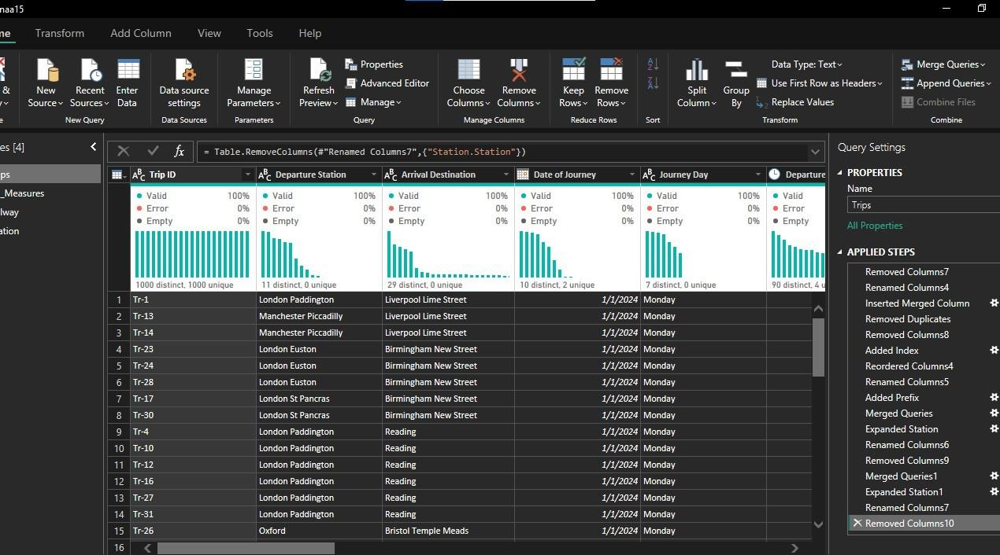 naa15
me Transform Add Column View Tools Help
& New Source Recent Sources Enter Data Data source settings Manage Parameters Refresh Preview Properties Advanced Editor Manage Choose Columns Remove Columns Keep Rows Remove Rows Split Column Group By Data Type: Text Use First Row as Headers Replace Values Merge Queries Append Queries Combine Files
New Query Data Sources Parameters Query Manage Columns Reduce Rows Sort Transform Combine
es [4]
ps
_Measures
lway
ation
fx = Table.RemoveColumns(#"Renamed Columns7",{"Station.Station"})
Trip ID Departure Station Arrival Destination Date of Journey Journey Day Departure
Valid 100% Valid 100% Valid 100% Valid 100% Valid 100% Valid
Error 0% Error 0% Error 0% Error 0% Error 0% Error
Empty 0% Empty 0% Empty 0% Empty 0% Empty 0% Empty
1000 distinct, 1000 unique 11 distinct, 0 unique 29 distinct, 0 unique 10 distinct, 2 unique 7 distinct, 0 unique 90 distinct, 4 u
1 Tr-1 London Paddington Liverpool Lime Street 1/1/2024 Monday
2 Tr-13 Manchester Piccadilly Liverpool Lime Street 1/1/2024 Monday
3 Tr-14 Manchester Piccadilly Liverpool Lime Street 1/1/2024 Monday
4 Tr-23 London Euston Birmingham New Street 1/1/2024 Monday
5 Tr-24 London Euston Birmingham New Street 1/1/2024 Monday
6 Tr-28 London Euston Birmingham New Street 1/1/2024 Monday
7 Tr-17 London St Pancras Birmingham New Street 1/1/2024 Monday
8 Tr-30 London St Pancras Birmingham New Street 1/1/2024 Monday
9 Tr-4 London Paddington Reading 1/1/2024 Monday
10 Tr-10 London Paddington Reading 1/1/2024 Monday
11 Tr-12 London Paddington Reading 1/1/2024 Monday
12 Tr-16 London Paddington Reading 1/1/2024 Monday
13 Tr-27 London Paddington Reading 1/1/2024 Monday
14 Tr-31 London Paddington Reading 1/1/2024 Monday
15 Tr-26 Oxford Bristol Temple Meads 1/1/2024 Monday
16
Query Settings
PROPERTIES
Name
Trips
All Properties
APPLIED STEPS
Removed Columns7
Renamed Columns4
Inserted Merged Column
Removed Duplicates
Removed Columns8
Added Index
Reordered Columns4
Renamed Columns5
Added Prefix
Merged Queries
Expanded Station
Renamed Columns6
Removed Columns9
Merged Queries1
Expanded Station1
Renamed Columns7
Removed Columns10